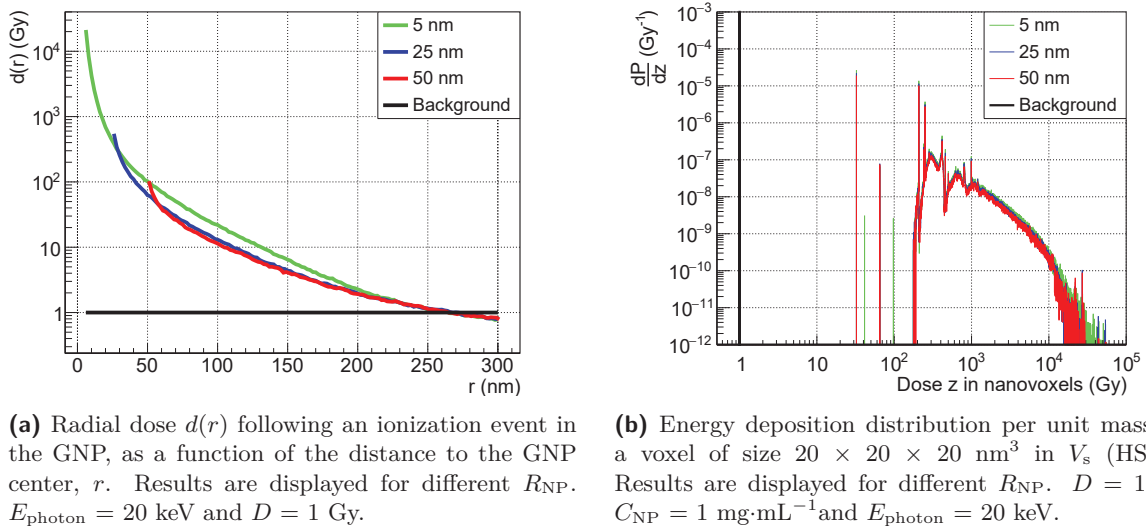 d(r) (Gy)
10⁴
10³
10²
10
1
0 50 100 150 200 250 300
r (nm)
5 nm
25 nm
50 nm
Background
dP/dz (Gy⁻¹)
10⁻³
10⁻⁴
10⁻⁵
10⁻⁶
10⁻⁷
10⁻⁸
10⁻⁹
10⁻¹⁰
10⁻¹¹
10⁻¹²
1 10 10² 10³ 10⁴ 10⁵
Dose z in nanovoxels (Gy)
5 nm
25 nm
50 nm
Background
(a) Radial dose d(r) following an ionization event in
the GNP, as a function of the distance to the GNP
center, r. Results are displayed for different R_NP.
E_photon = 20 keV and D = 1 Gy.
(b) Energy deposition distribution per unit mass
a voxel of size 20 × 20 × 20 nm³ in V_s (HS
Results are displayed for different R_NP. D = 1
C_NP = 1 mg·mL⁻¹and E_photon = 20 keV.